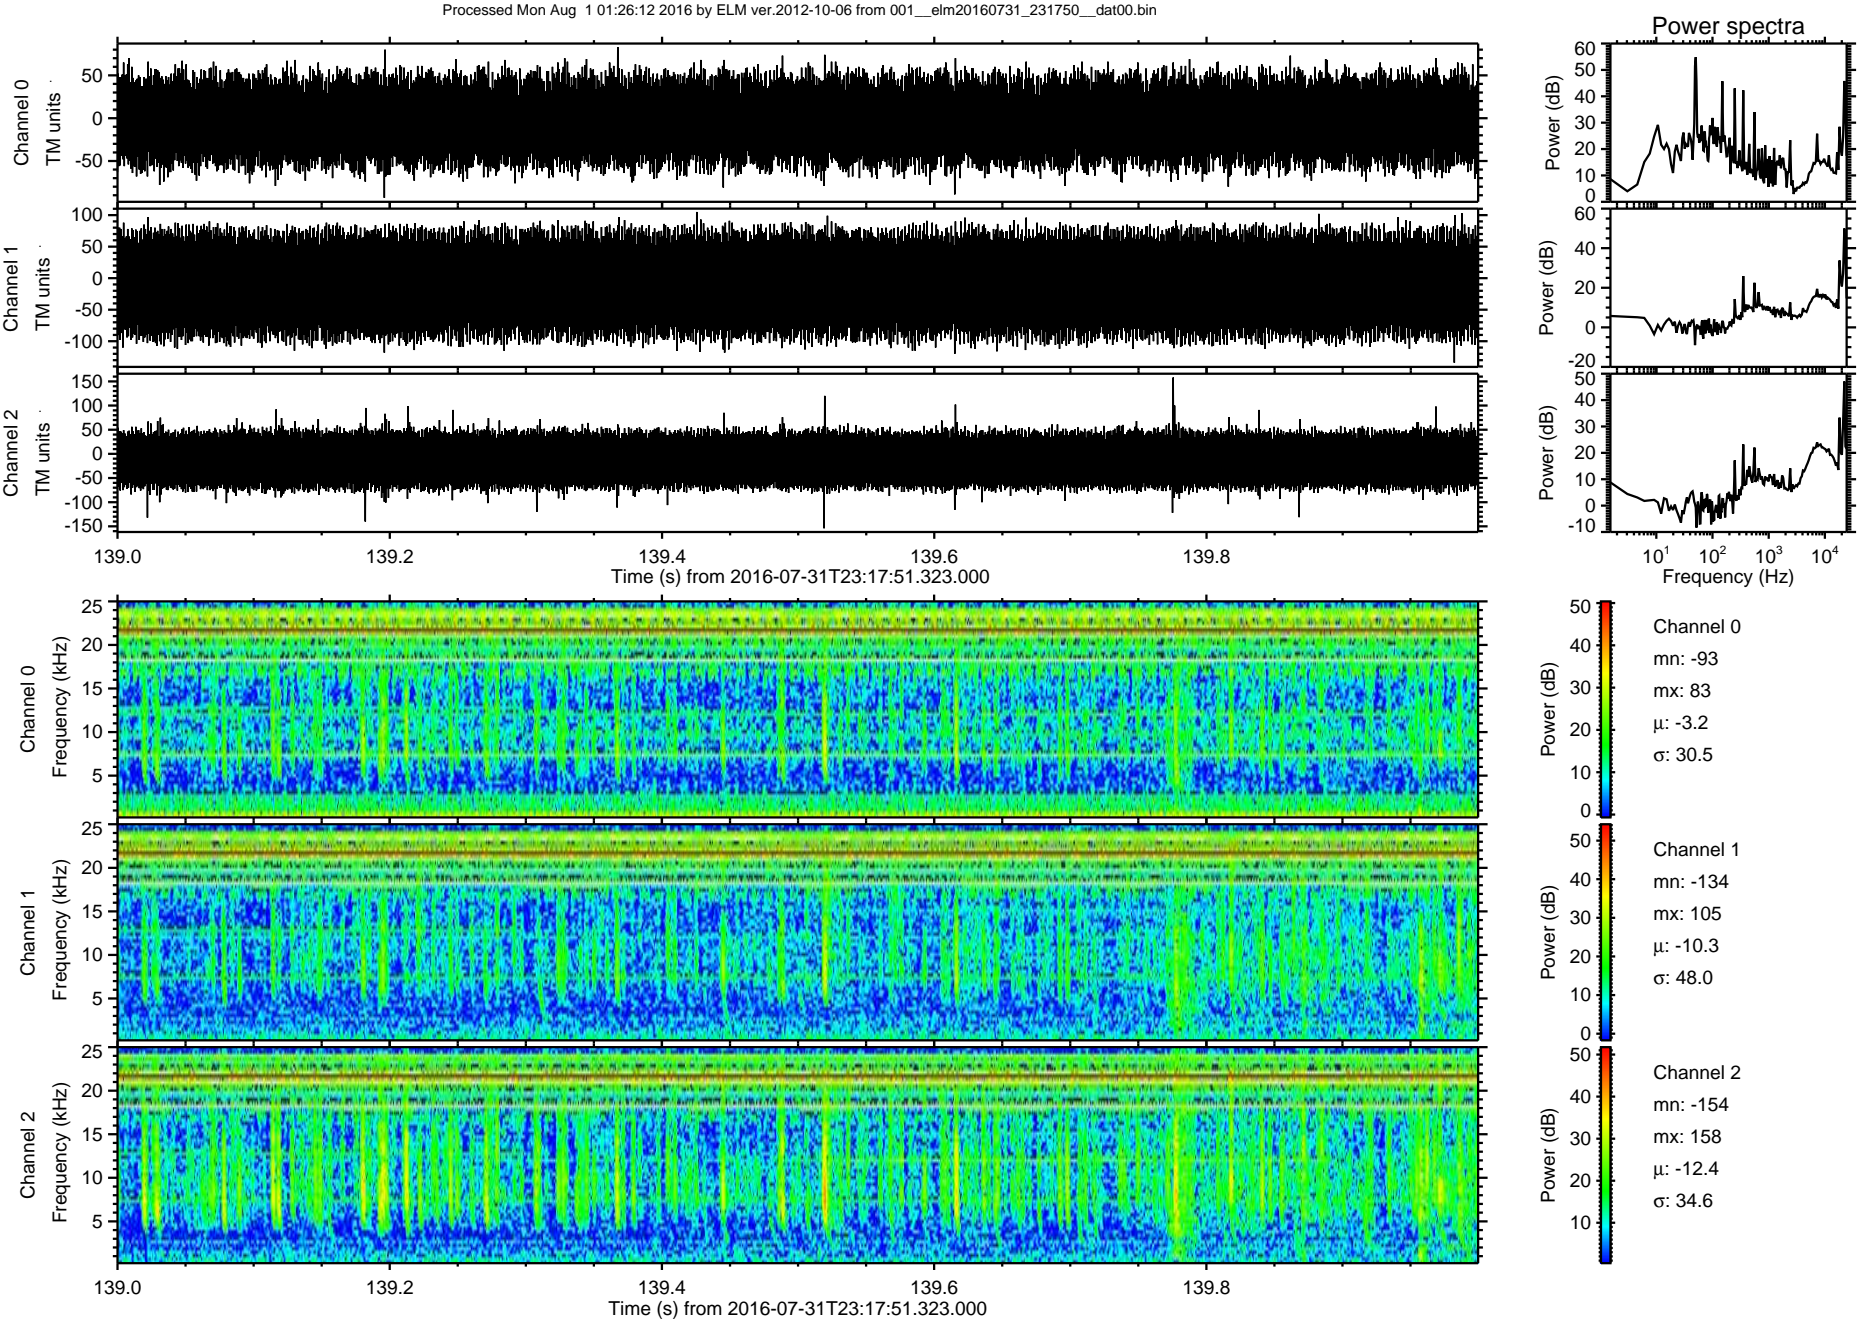 Processed Mon Aug  1 01:26:12 2016 by ELM ver.2012-10-06 from 001__elm20160731_231750__dat00.bin
Power spectra
Channel 0
TM units
50
0
-50
Power (dB)
60
50
40
30
20
10
0
Channel 1
TM units
100
50
0
-50
-100
Power (dB)
60
40
20
0
-20
Channel 2
TM units
150
100
50
0
-50
-100
-150
Power (dB)
50
40
30
20
10
0
-10
139.0 139.2 139.4 139.6 139.8
Time (s) from 2016-07-31T23:17:51.323.000
10^1 10^2 10^3 10^4
Frequency (Hz)
Channel 0
Frequency (kHz)
25
20
15
10
5
Power (dB)
50
40
30
20
10
0
Channel 0
mn: -93
mx: 83
µ: -3.2
σ: 30.5
Channel 1
Frequency (kHz)
25
20
15
10
5
Power (dB)
50
40
30
20
10
0
Channel 1
mn: -134
mx: 105
µ: -10.3
σ: 48.0
Channel 2
Frequency (kHz)
25
20
15
10
5
Power (dB)
50
40
30
20
10
Channel 2
mn: -154
mx: 158
µ: -12.4
σ: 34.6
139.0 139.2 139.4 139.6 139.8
Time (s) from 2016-07-31T23:17:51.323.000